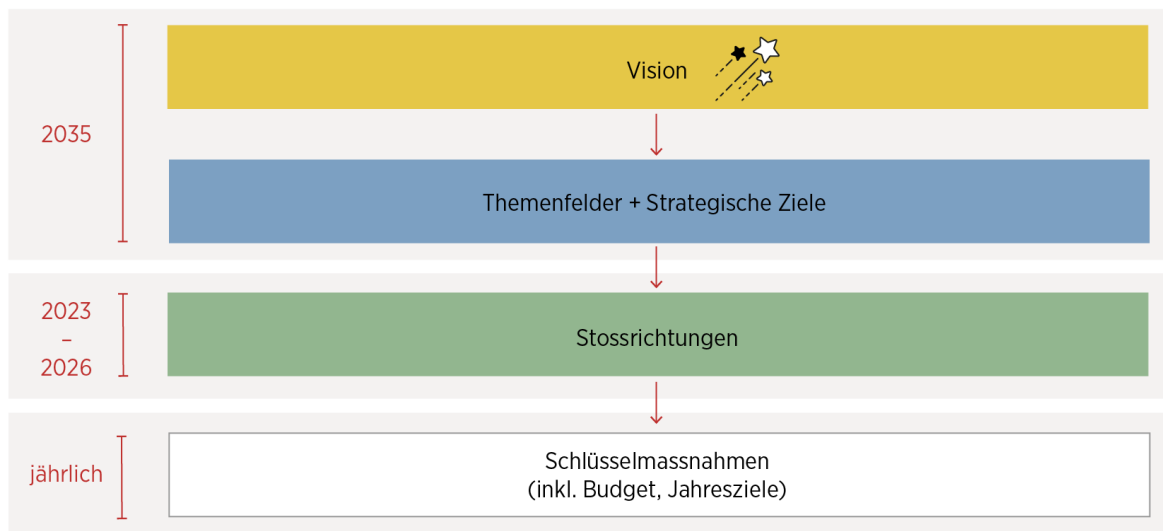 Vision
2035
Themenfelder + Strategische Ziele
2023
–
2026
Stossrichtungen
jährlich
Schlüsselmassnahmen
(inkl. Budget, Jahresziele)